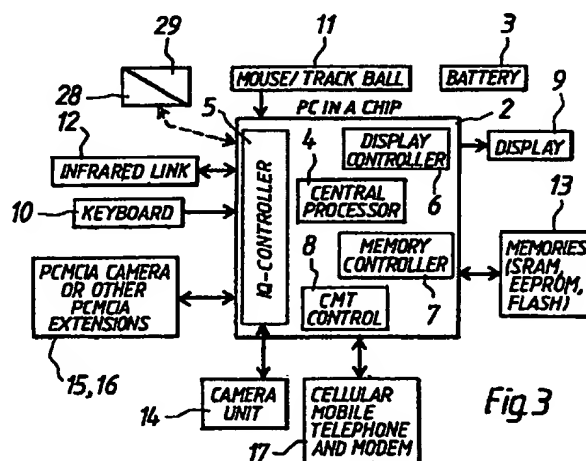 29
28
11
MOUSE/TRACK BALL
3
BATTERY
PC IN A CHIP
2
9
DISPLAY
5
12
INFRARED LINK
10
KEYBOARD
IQ-CONTROLLER
4
DISPLAY CONTROLLER
6
CENTRAL
PROCESSOR
13
MEMORIES
(SRAM,
EEPROM,
FLASH)
MEMORY
CONTROLLER
7
8
CMT
CONTROL
PCMCIA CAMERA
OR OTHER
PCMCIA
EXTENSIONS
15,16
CAMERA
UNIT
14
CELLULAR
MOBILE
TELEPHONE
AND MODEM
17
Fig.3